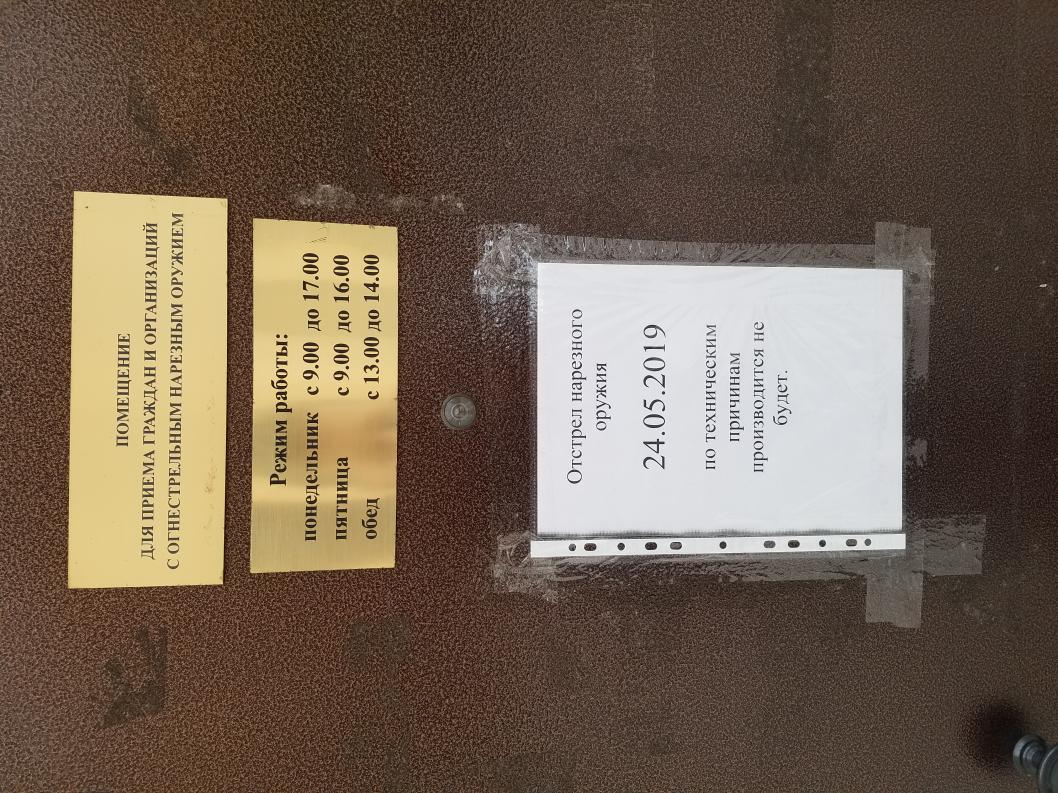 ПОМЕЩЕНИЕ
ДЛЯ ПРИЕМА ГРАЖДАН И ОРГАНИЗАЦИЙ
С ОГНЕСТРЕЛЬНЫМ НАРЕЗНЫМ ОРУЖИЕМ
Режим работы:
понедельник с 9.00 до 17.00
пятница с 9.00 до 16.00
обед с 13.00 до 14.00
Отстрел нарезного
оружия
24.05.2019
по техническим
причинам
производится не
будет.